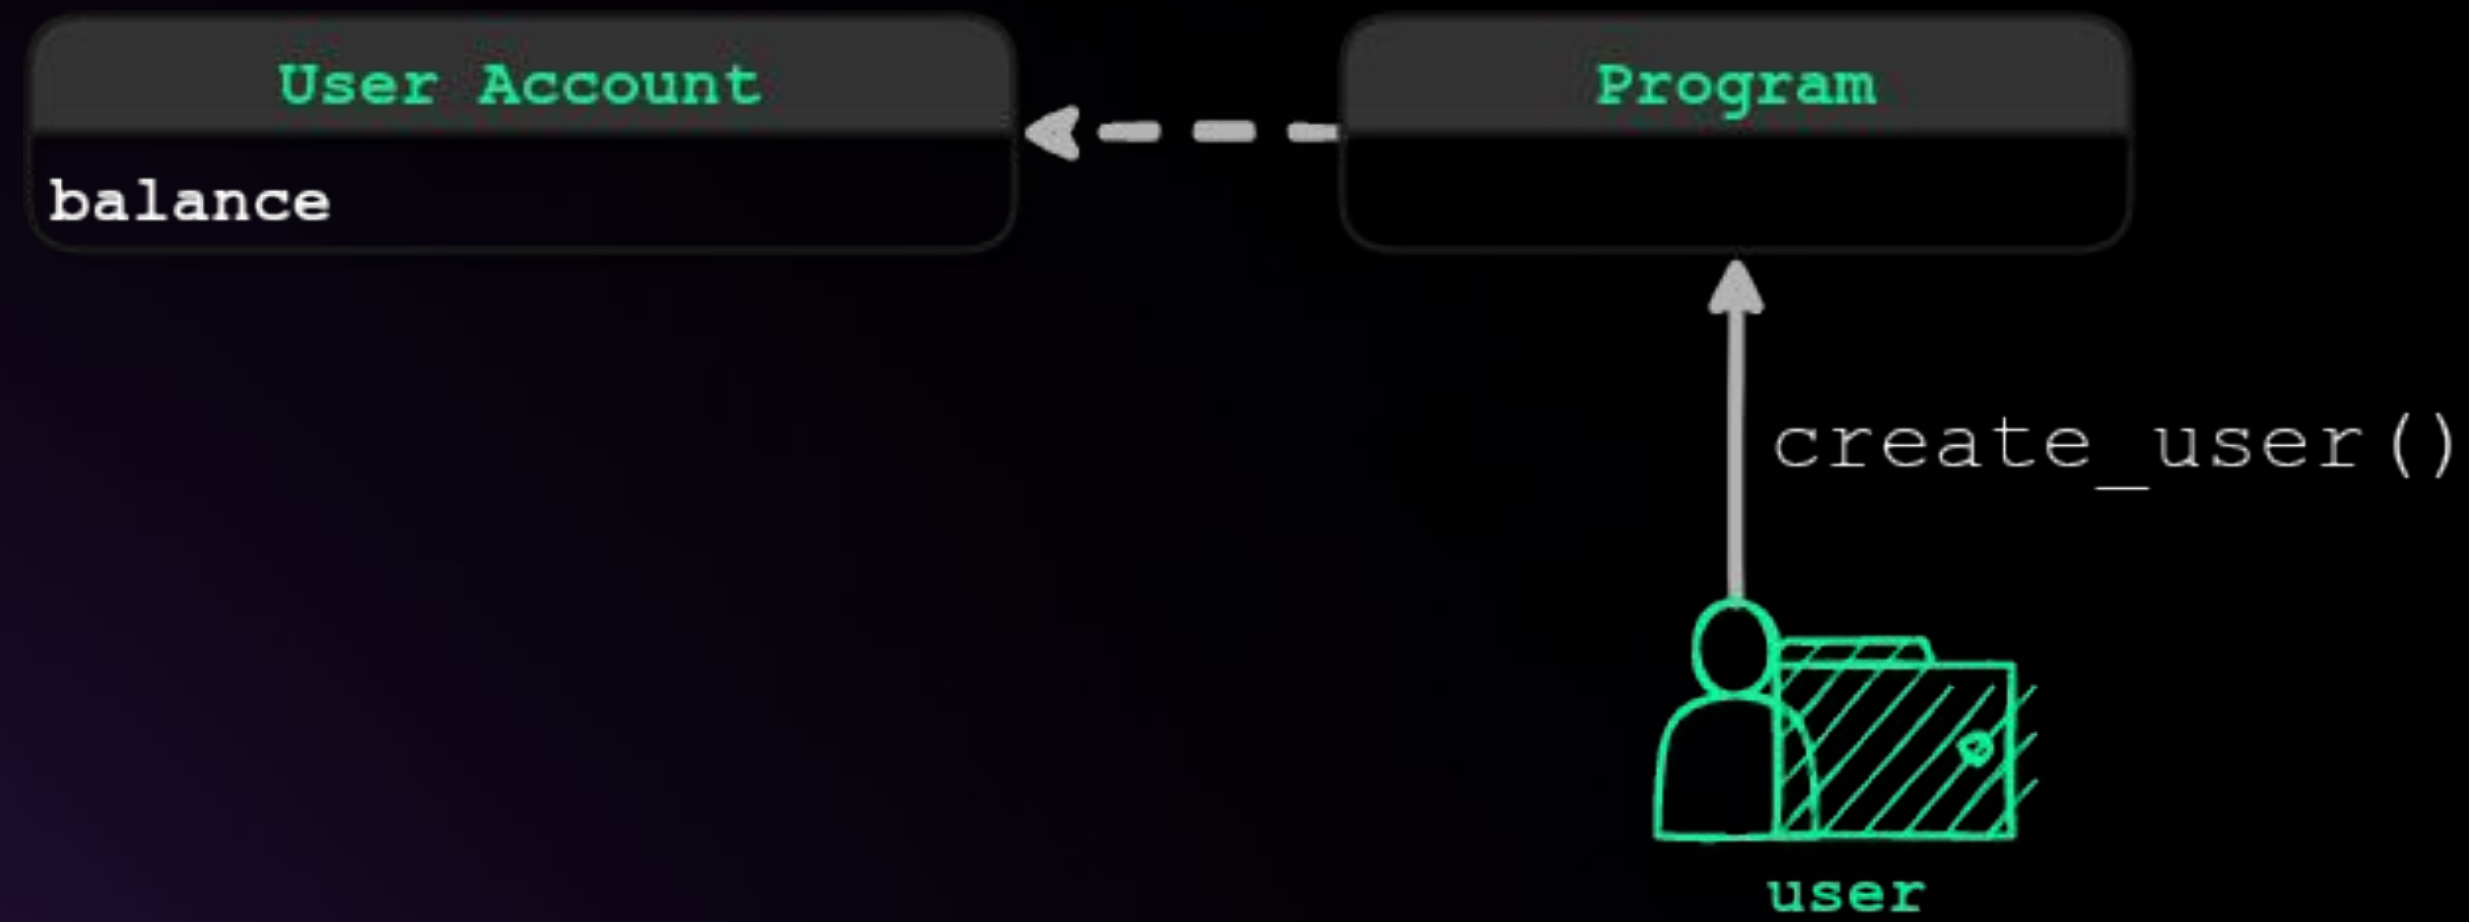 User Account
Program
balance
create_user()
user